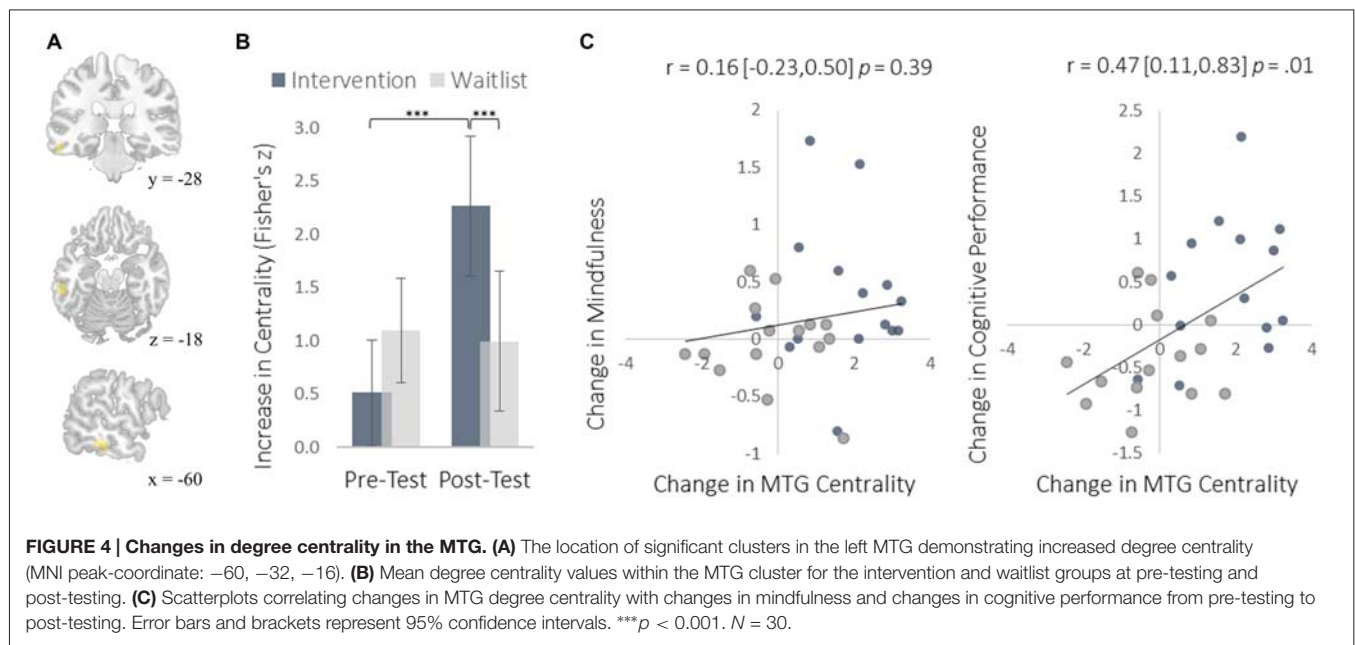 A
B
C
y = -28
z = -18
x = -60
Intervention Waitlist
*** ***
Increase in Centrality (Fisher's z)
3.0
2.5
2.0
1.5
1.0
0.5
0.0
Pre-Test Post-Test
r = 0.16 [-0.23,0.50] p = 0.39
Change in Mindfulness
2
1.5
1
0.5
0
-0.5
-1
-4 -2 0 2 4
Change in MTG Centrality
r = 0.47 [0.11,0.83] p = .01
Change in Cognitive Performance
2.5
2
1.5
1
0.5
0
-0.5
-1
-1.5
-4 -2 0 2 4
Change in MTG Centrality
FIGURE 4 | Changes in degree centrality in the MTG. (A) The location of significant clusters in the left MTG demonstrating increased degree centrality
(MNI peak-coordinate: −60, −32, −16). (B) Mean degree centrality values within the MTG cluster for the intervention and waitlist groups at pre-testing and
post-testing. (C) Scatterplots correlating changes in MTG degree centrality with changes in mindfulness and changes in cognitive performance from pre-testing to
post-testing. Error bars and brackets represent 95% confidence intervals. ***p < 0.001. N = 30.